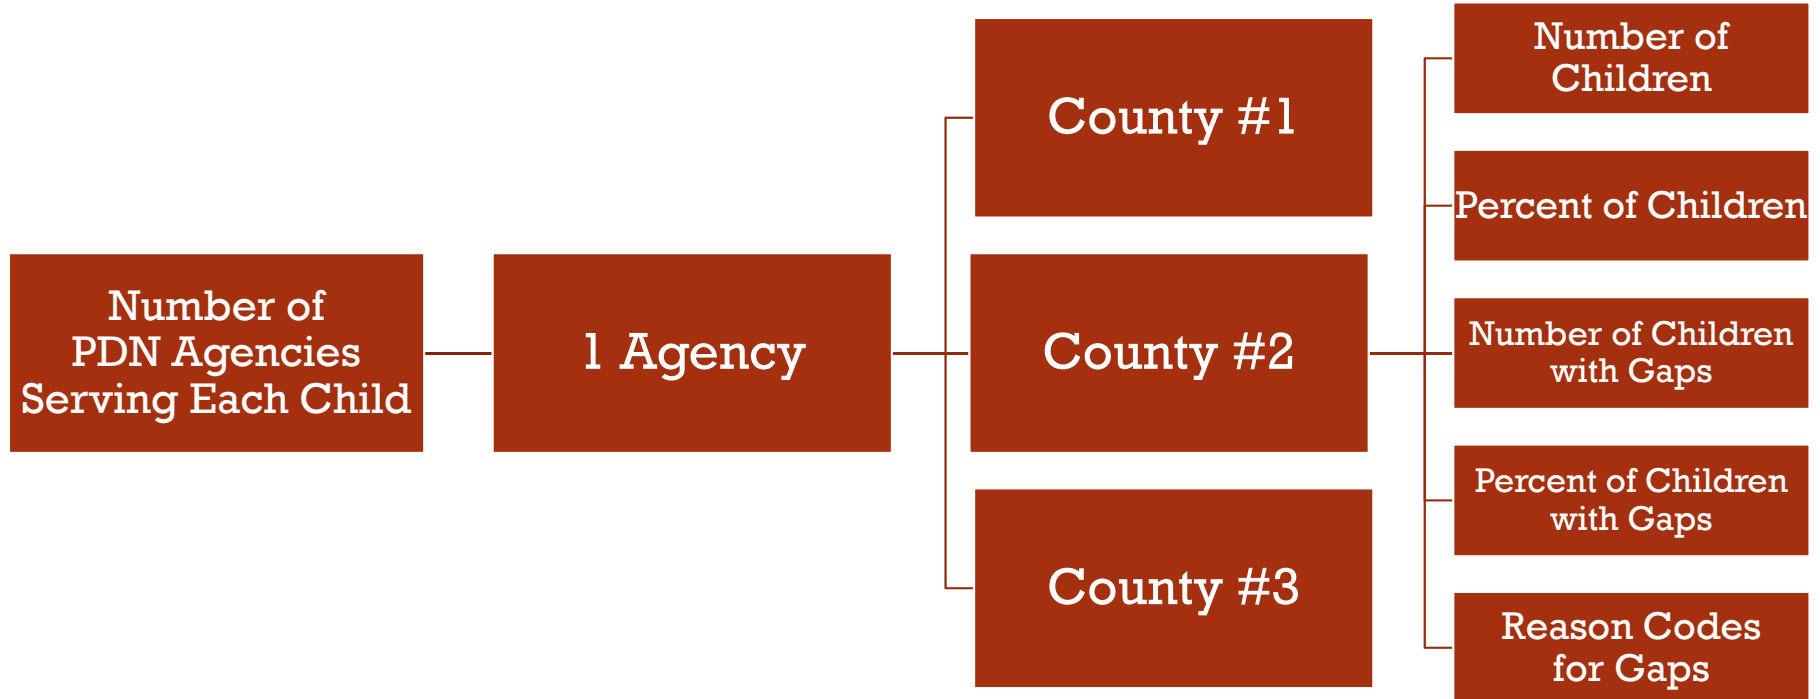 Number of
PDN Agencies
Serving Each Child
1 Agency
County #1
County #2
County #3
Number of
Children
Percent of Children
Number of Children
with Gaps
Percent of Children
with Gaps
Reason Codes
for Gaps